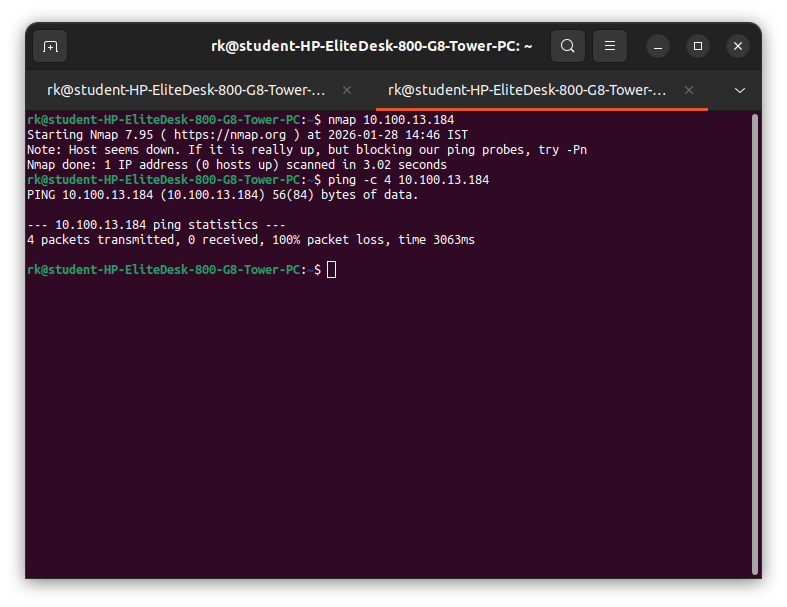 rk@student-HP-EliteDesk-800-G8-Tower-PC: ~
rk@student-HP-EliteDesk-800-G8-Tower-... rk@student-HP-EliteDesk-800-G8-Tower-...
rk@student-HP-EliteDesk-800-G8-Tower-PC:~$ nmap 10.100.13.184
Starting Nmap 7.95 ( https://nmap.org ) at 2026-01-28 14:46 IST
Note: Host seems down. If it is really up, but blocking our ping probes, try -Pn
Nmap done: 1 IP address (0 hosts up) scanned in 3.02 seconds
rk@student-HP-EliteDesk-800-G8-Tower-PC:~$ ping -c 4 10.100.13.184
PING 10.100.13.184 (10.100.13.184) 56(84) bytes of data.
--- 10.100.13.184 ping statistics ---
4 packets transmitted, 0 received, 100% packet loss, time 3063ms
rk@student-HP-EliteDesk-800-G8-Tower-PC:~$